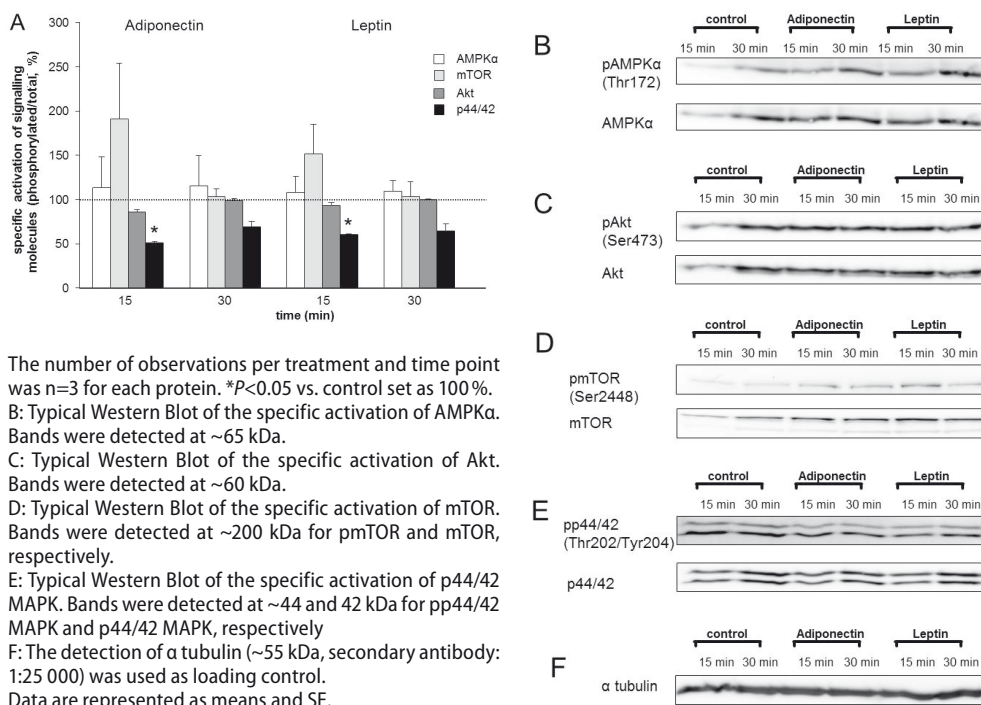 A
300
250
200
150
100
50
0
specific activation of signalling
molecules (phosphorylated/total, %)
Adiponectin Leptin
AMPKα
mTOR
Akt
p44/42
* *
15 30 15 30
time (min)
The number of observations per treatment and time point
was n=3 for each protein. *P<0.05 vs. control set as 100 %.
B: Typical Western Blot of the specific activation of AMPKα.
Bands were detected at ~65 kDa.
C: Typical Western Blot of the specific activation of Akt.
Bands were detected at ~60 kDa.
D: Typical Western Blot of the specific activation of mTOR.
Bands were detected at ~200 kDa for pmTOR and mTOR,
respectively.
E: Typical Western Blot of the specific activation of p44/42
MAPK. Bands were detected at ~44 and 42 kDa for pp44/42
MAPK and p44/42 MAPK, respectively
F: The detection of α tubulin (~55 kDa, secondary antibody:
1:25 000) was used as loading control.
Data are represented as means and SE.
B
control Adiponectin Leptin
15 min 30 min 15 min 30 min 15 min 30 min
pAMPKα
(Thr172)
AMPKα
C
control Adiponectin Leptin
15 min 30 min 15 min 30 min 15 min 30 min
pAkt
(Ser473)
Akt
D
control Adiponectin Leptin
15 min 30 min 15 min 30 min 15 min 30 min
pmTOR
(Ser2448)
mTOR
E
control Adiponectin Leptin
15 min 30 min 15 min 30 min 15 min 30 min
pp44/42
(Thr202/Tyr204)
p44/42
F
control Adiponectin Leptin
15 min 30 min 15 min 30 min 15 min 30 min
α tubulin